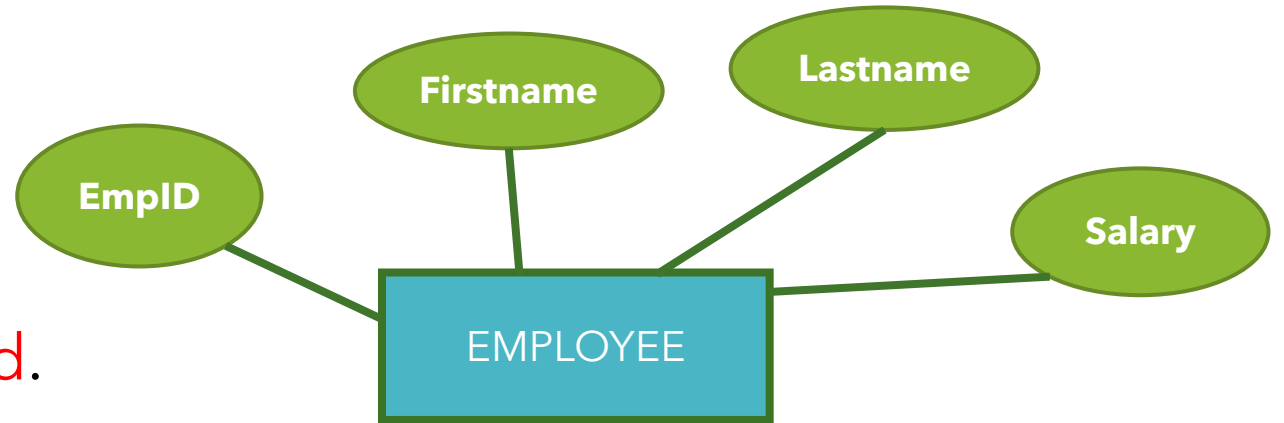 Lastname
Firstname
EmpID
Salary
EMPLOYEE
d.